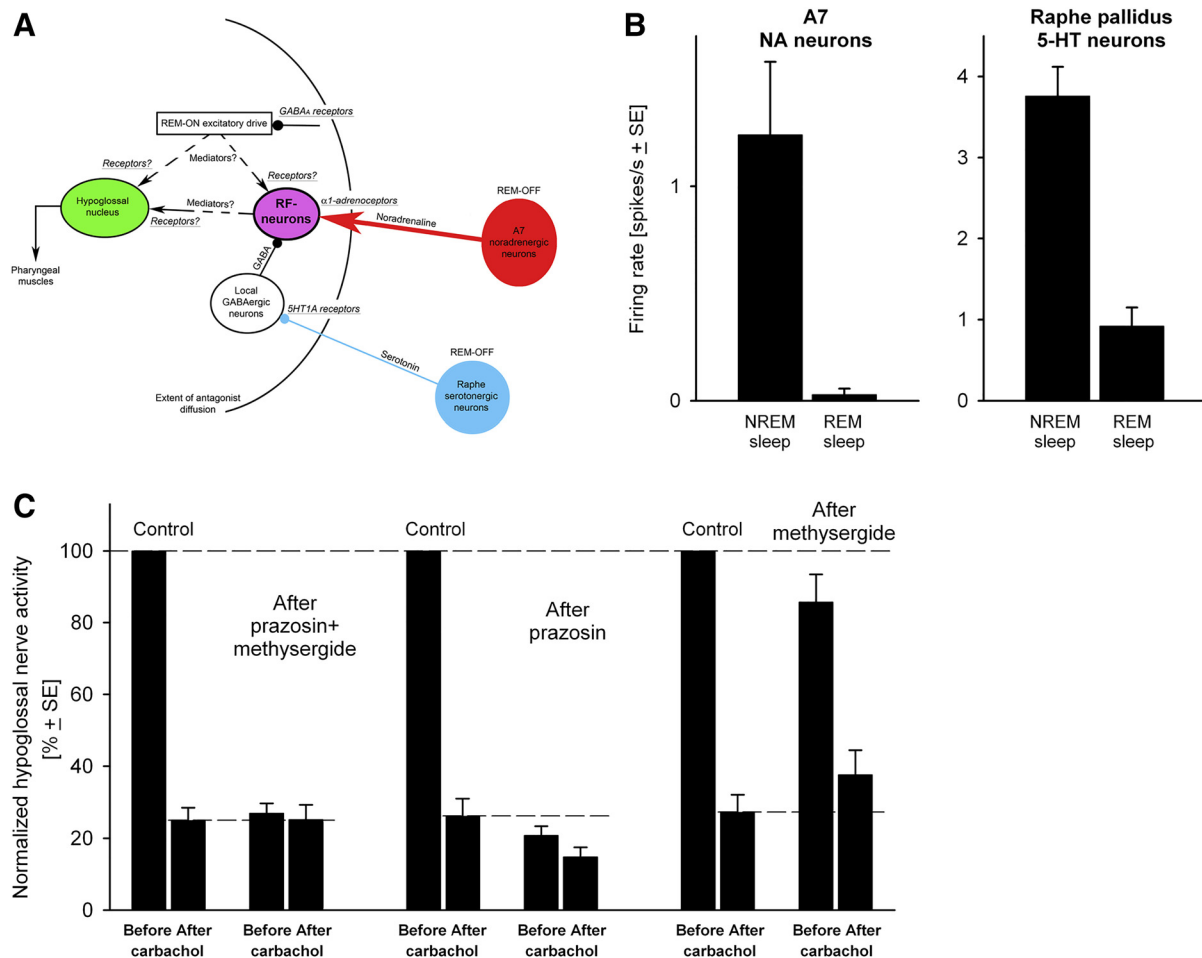 A
GABAA receptors
REM-ON excitatory drive
Receptors?
Mediators?
Receptors?
Hypoglossal
nucleus
Mediators?
Receptors?
RF-
neurons
α1-adrenoceptors
Noradrenaline
REM-OFF
A7
noradrenergic
neurons
Pharyngeal
muscles
GABA
Local
GABAergic
neurons
5HT1A receptors
Serotonin
REM-OFF
Raphe
serotonergic
neurons
Extent of antagonist
diffusion
B
A7
NA neurons
Raphe pallidus
5-HT neurons
Firing rate [spikes/s ± SE]
1
0
NREM
sleep
REM
sleep
4
3
2
1
0
NREM
sleep
REM
sleep
C
Normalized hypoglossal nerve activity
[% ± SE]
100
80
60
40
20
0
Control
After
prazosin+
methysergide
Control
After
prazosin
Control
After
methysergide
Before After
carbachol
Before After
carbachol
Before After
carbachol
Before After
carbachol
Before After
carbachol
Before After
carbachol